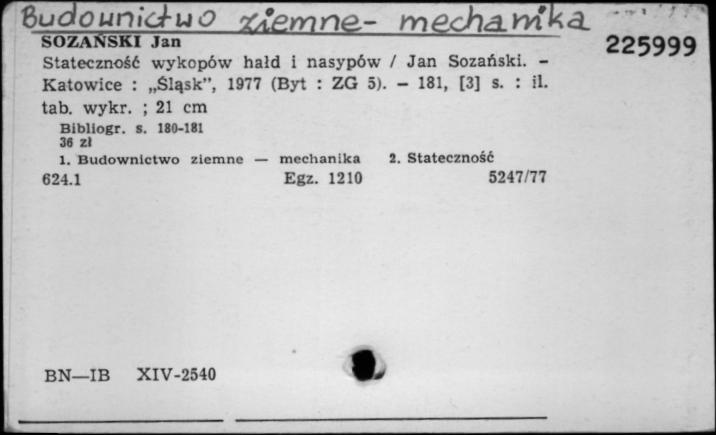 Budownictwo ziemne - mechanika
SOZAŃSKI Jan
225999
Stateczność wykopów hałd i nasypów / Jan Sozański. –
Katowice : „Śląsk”, 1977 (Byt : ZG 5). – 181, [3] s. : il.
tab. wykr. ; 21 cm
Bibliogr. s. 180-181
36 zł
1. Budownictwo ziemne — mechanika 2. Stateczność
624.1 Egz. 1210 5247/77
BN—IB XIV-2540